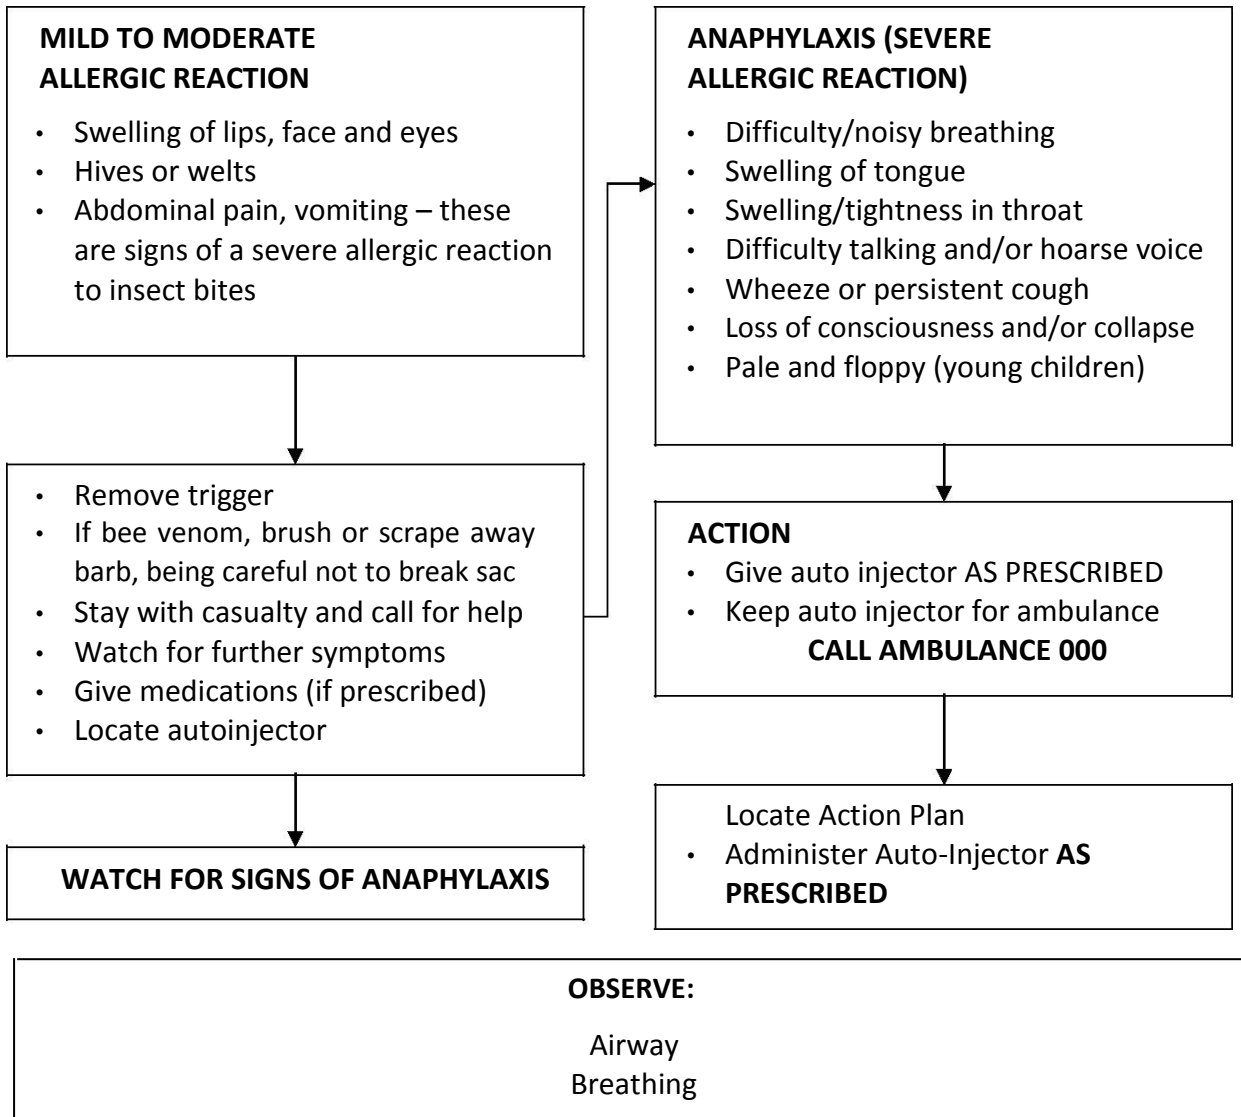 MILD TO MODERATE
ALLERGIC REACTION
• Swelling of lips, face and eyes
• Hives or welts
• Abdominal pain, vomiting – these
are signs of a severe allergic reaction
to insect bites
• Remove trigger
• If bee venom, brush or scrape away
barb, being careful not to break sac
• Stay with casualty and call for help
• Watch for further symptoms
• Give medications (if prescribed)
• Locate autoinjector
WATCH FOR SIGNS OF ANAPHYLAXIS
ANAPHYLAXIS (SEVERE
ALLERGIC REACTION)
• Difficulty/noisy breathing
• Swelling of tongue
• Swelling/tightness in throat
• Difficulty talking and/or hoarse voice
• Wheeze or persistent cough
• Loss of consciousness and/or collapse
• Pale and floppy (young children)
ACTION
• Give auto injector AS PRESCRIBED
• Keep auto injector for ambulance
CALL AMBULANCE 000
Locate Action Plan
• Administer Auto-Injector AS
PRESCRIBED
OBSERVE:
Airway
Breathing